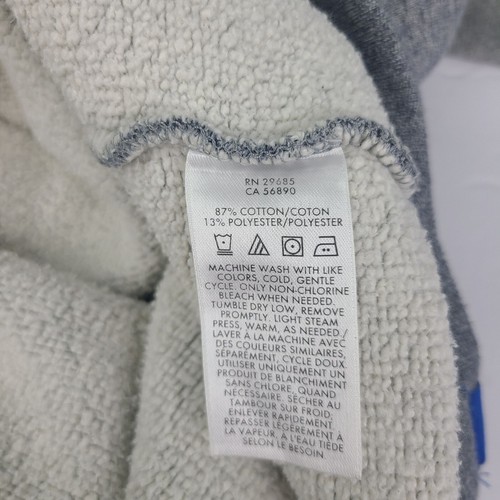 RN 29685
CA 56890
87% COTTON/COTON
13% POLYESTER/POLYESTER
MACHINE WASH WITH LIKE
COLORS, COLD, GENTLE
CYCLE. ONLY NON-CHLORINE
BLEACH WHEN NEEDED.
TUMBLE DRY LOW, REMOVE
PROMPTLY. LIGHT STEAM
PRESS, WARM, AS NEEDED./
LAVER À LA MACHINE AVEC
DES COULEURS SIMILAIRES,
SÉPARÉMENT. CYCLE DOUX.
UTILISER UNIQUEMENT UN
PRODUIT DE BLANCHIMENT
SANS CHLORE, QUAND
NÉCESSAIRE. SÉCHER AU
TAMBOUR SUR FROID;
ENLEVER RAPIDEMENT.
REPASSER LÉGÈREMENT À
LA VAPEUR, À L'EAU TIÈDE
SELON LE BESOIN.